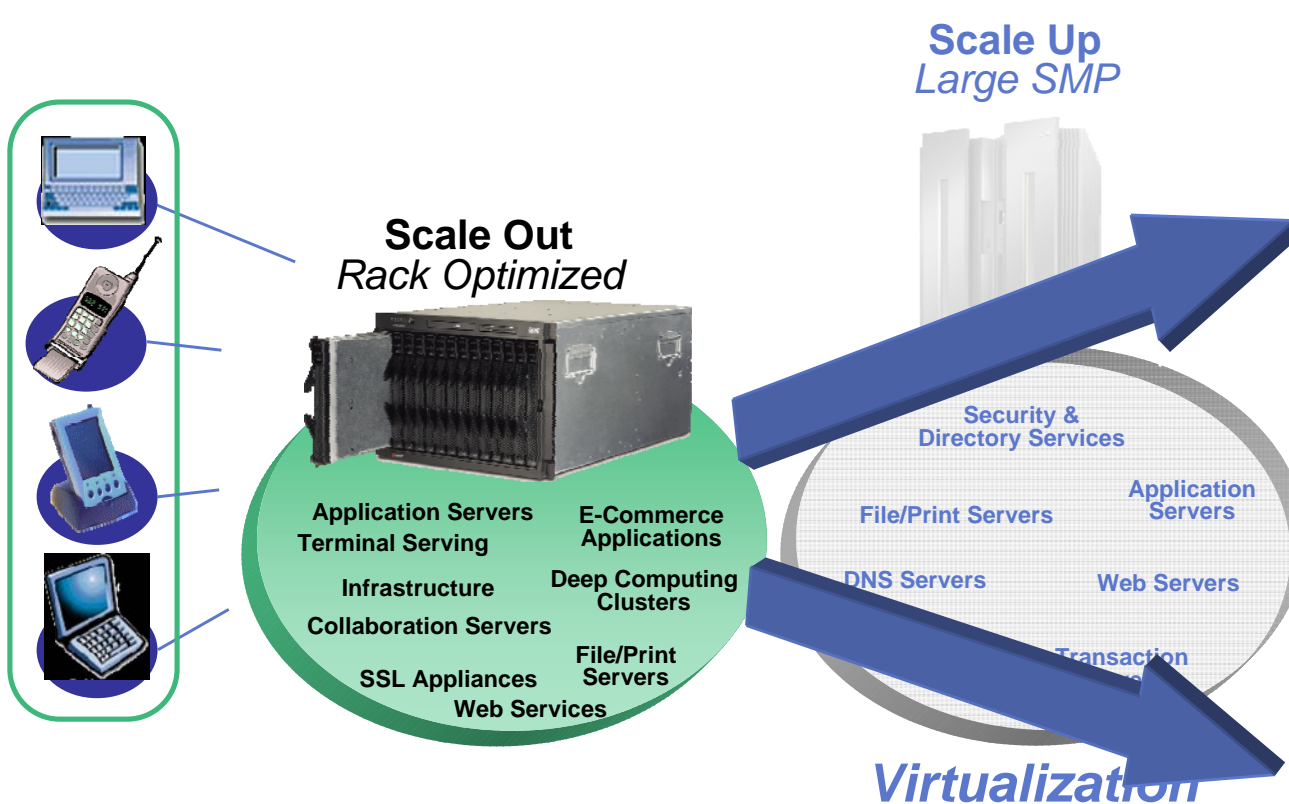 Scale Up
Large SMP
Scale Out
Rack Optimized
Application Servers
Terminal Serving
Infrastructure
Collaboration Servers
SSL Appliances
Web Services
E-Commerce
Applications
Deep Computing
Clusters
File/Print
Servers
Security &
Directory Services
File/Print Servers
Application
Servers
DNS Servers
Web Servers
Transaction
Virtualization